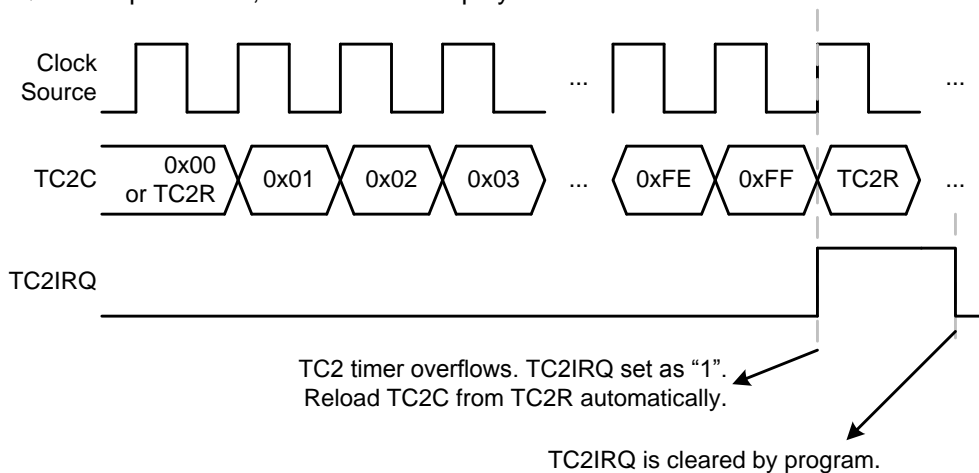 Clock
Source
...
...
TC2C
0x00
or TC2R
0x01
0x02
0x03
...
0xFE
0xFF
TC2R
...
TC2IRQ
TC2 timer overflows. TC2IRQ set as “1”.
Reload TC2C from TC2R automatically.
TC2IRQ is cleared by program.